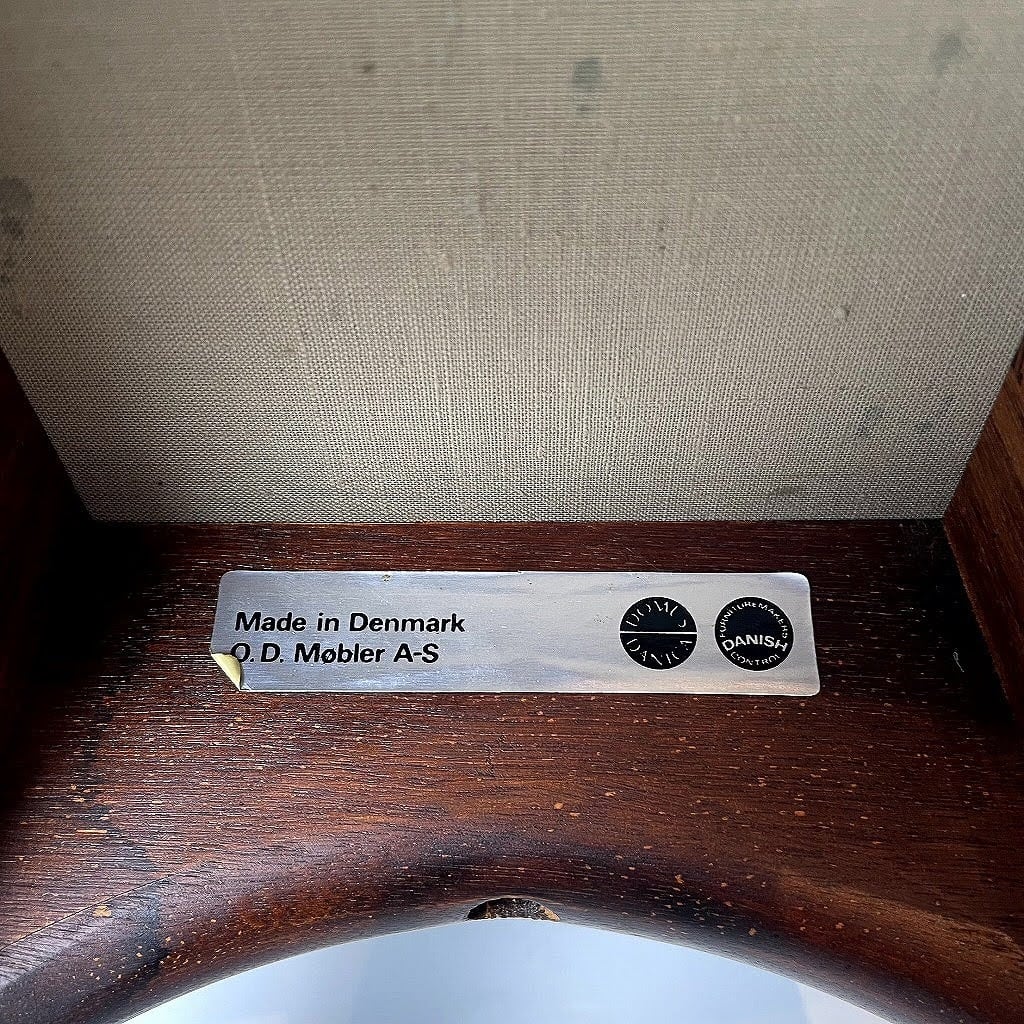 Made in Denmark
O.D. Møbler A-S
DOMUS
DANICA
FURNITUREMAKERS
DANISH
CONTROL